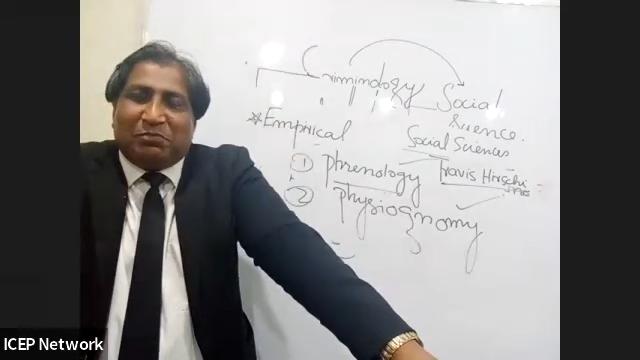 Criminology
Social
Science.
* Empirical
Social Sciences
① phrenology
Travis Hirschi
② physiognomy
ICEP Network